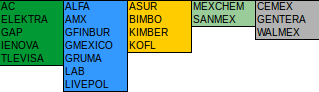 AC ALFA ASUR MEXCHEM CEMEX
ELEKTRA AMX BIMBO SANMEX GENTERA
GAP GFINBUR KIMBER WALMEX
IENOVA GMEXICO KOFL
TLEVISA GRUMA
LAB
LIVEPOL